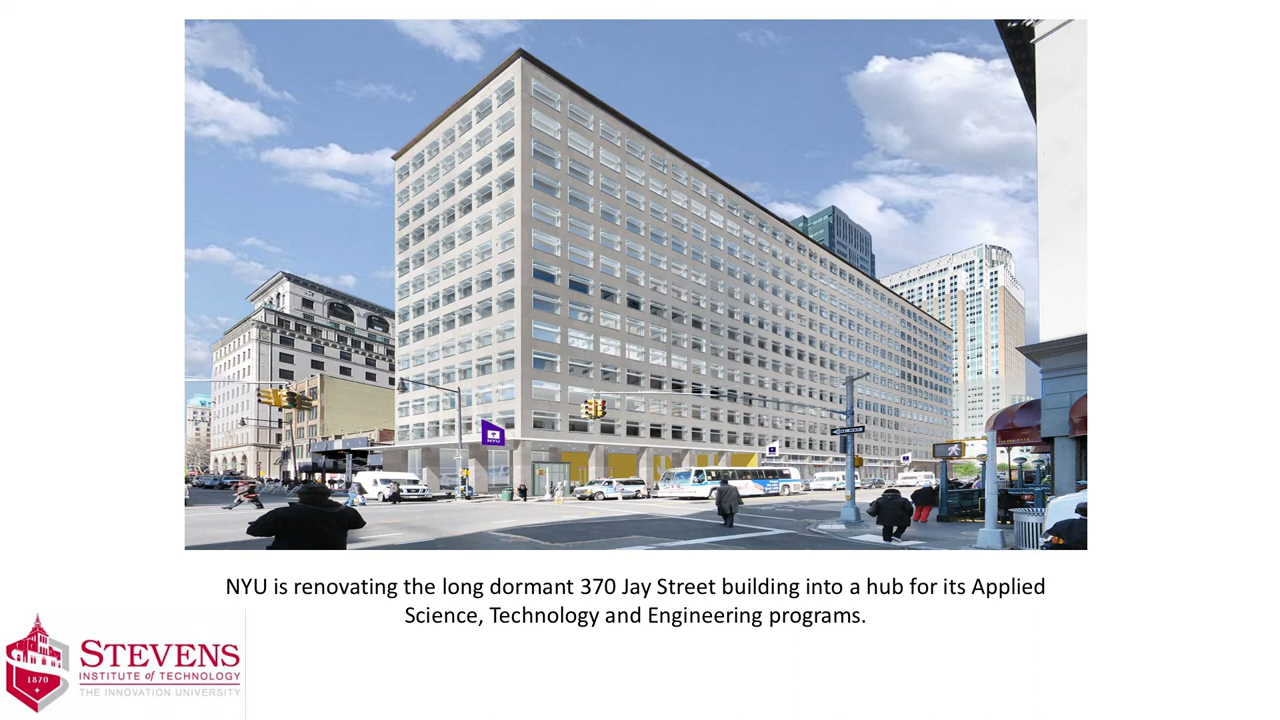 NYU
NYU is renovating the long dormant 370 Jay Street building into a hub for its Applied
Science, Technology and Engineering programs.
1870
STEVENS
INSTITUTE of TECHNOLOGY
THE INNOVATION UNIVERSITY